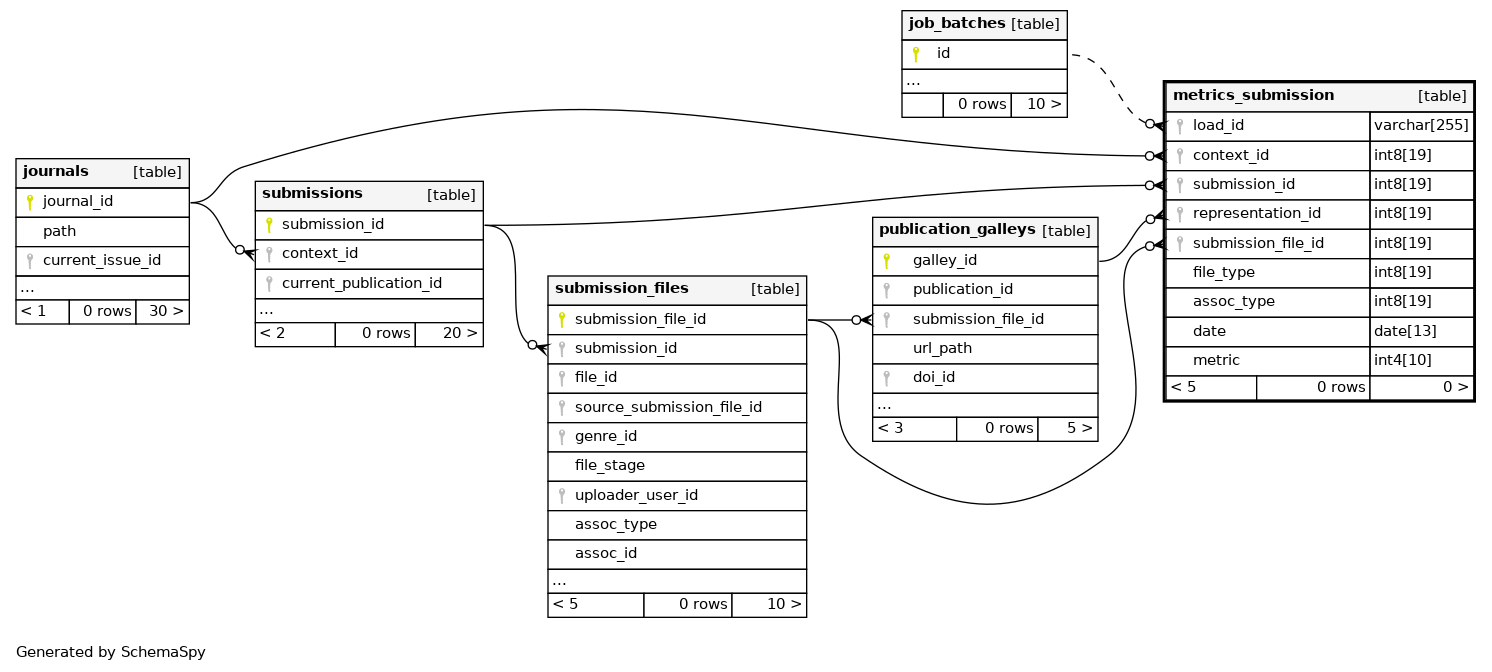 job_batches [table]
id
...
0 rows 10 >
metrics_submission [table]
load_id varchar[255]
context_id int8[19]
submission_id int8[19]
representation_id int8[19]
submission_file_id int8[19]
file_type int8[19]
assoc_type int8[19]
date date[13]
metric int4[10]
< 5 0 rows 0 >
journals [table]
journal_id
path
current_issue_id
...
< 1 0 rows 30 >
submissions [table]
submission_id
context_id
current_publication_id
...
< 2 0 rows 20 >
publication_galleys [table]
galley_id
publication_id
submission_file_id
url_path
doi_id
...
< 3 0 rows 5 >
submission_files [table]
submission_file_id
submission_id
file_id
source_submission_file_id
genre_id
file_stage
uploader_user_id
assoc_type
assoc_id
...
< 5 0 rows 10 >
Generated by SchemaSpy